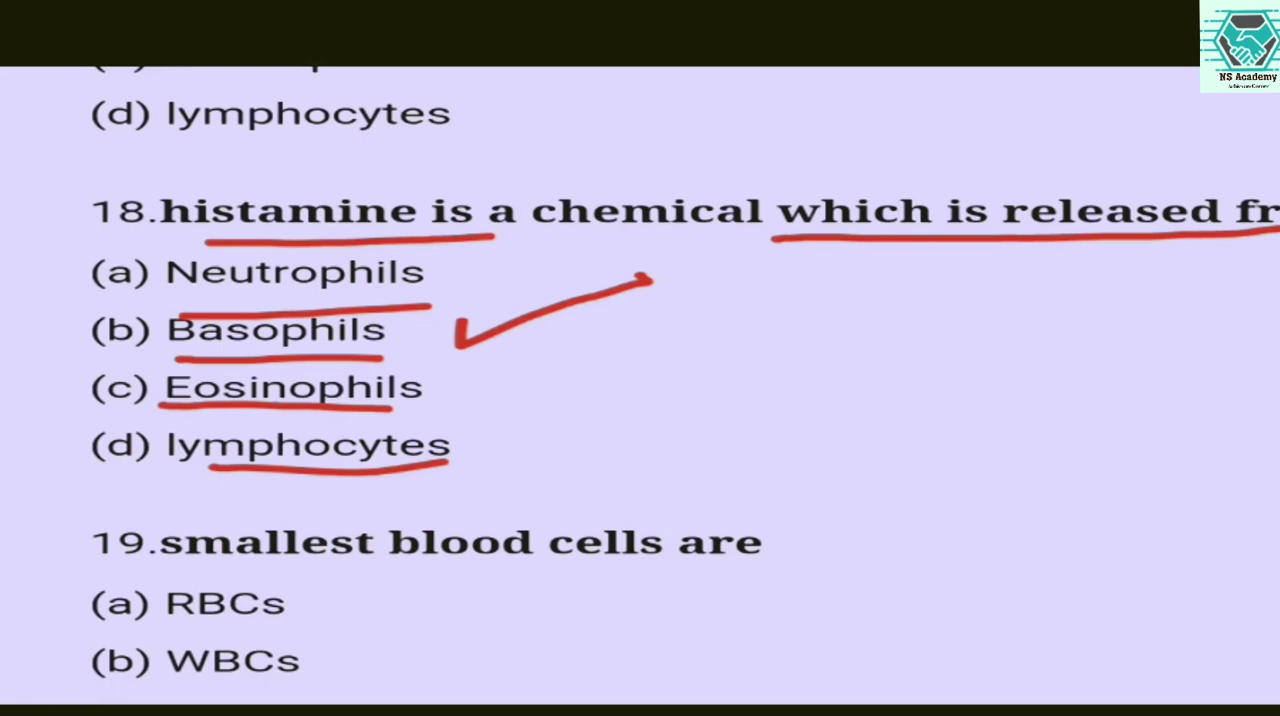 NS Academy
(d) lymphocytes
18.histamine is a chemical which is released fr
(a) Neutrophils
(b) Basophils
(c) Eosinophils
(d) lymphocytes
19.smallest blood cells are
(a) RBCs
(b) WBCs